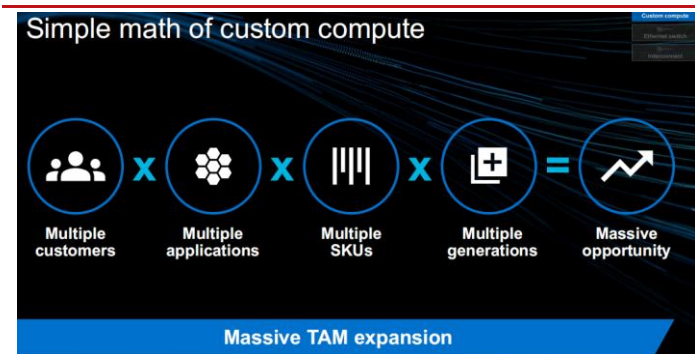 Simple math of custom compute
Custom compute
Ethernet switch
Interconnect
x x x =
Multiple
customers
Multiple
applications
Multiple
SKUs
Multiple
generations
Massive
opportunity
Massive TAM expansion